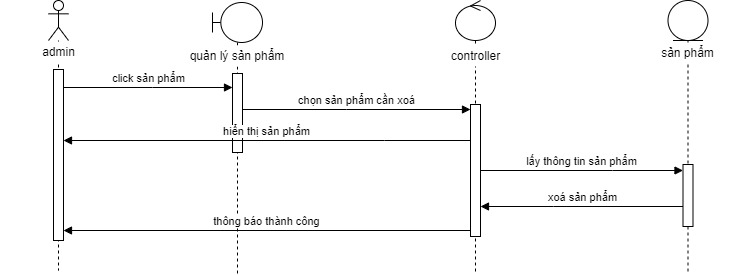 admin
quản lý sản phẩm
controller
sản phẩm
click sản phẩm
chọn sản phẩm cần xoá
hiển thị sản phẩm
lấy thông tin sản phẩm
xoá sản phẩm
thông báo thành công